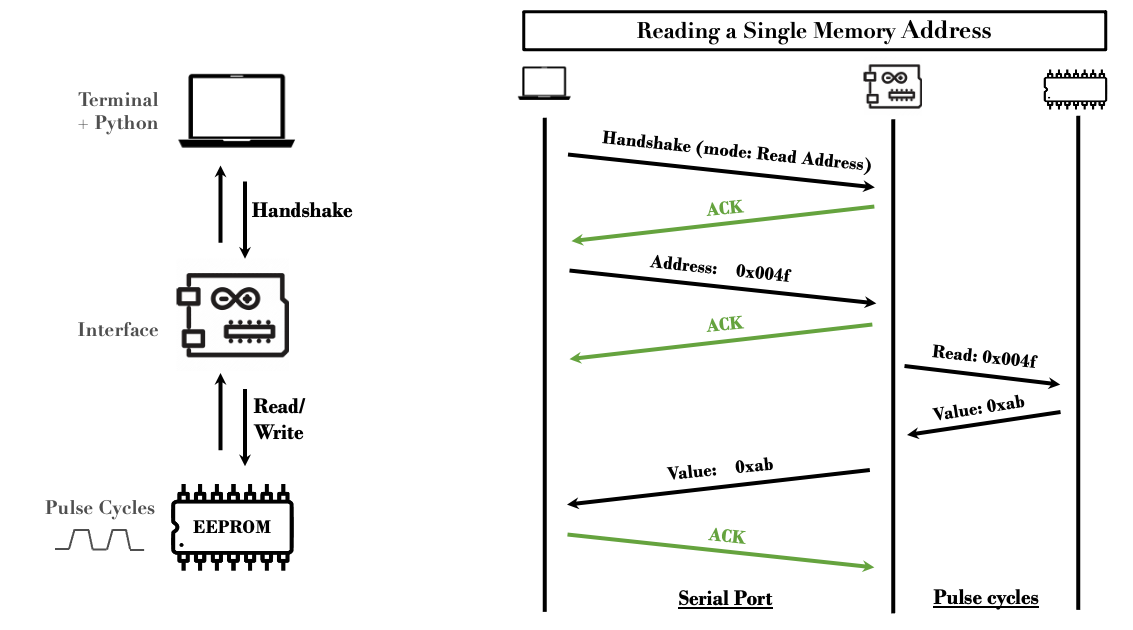 Terminal
+ Python
Handshake
Interface
Read/
Write
Pulse Cycles
EEPROM
Reading a Single Memory Address
Handshake (mode: Read Address)
ACK
Address: 0x004f
ACK
Read: 0x004f
Value: 0xab
Value: 0xab
ACK
Serial Port
Pulse cycles